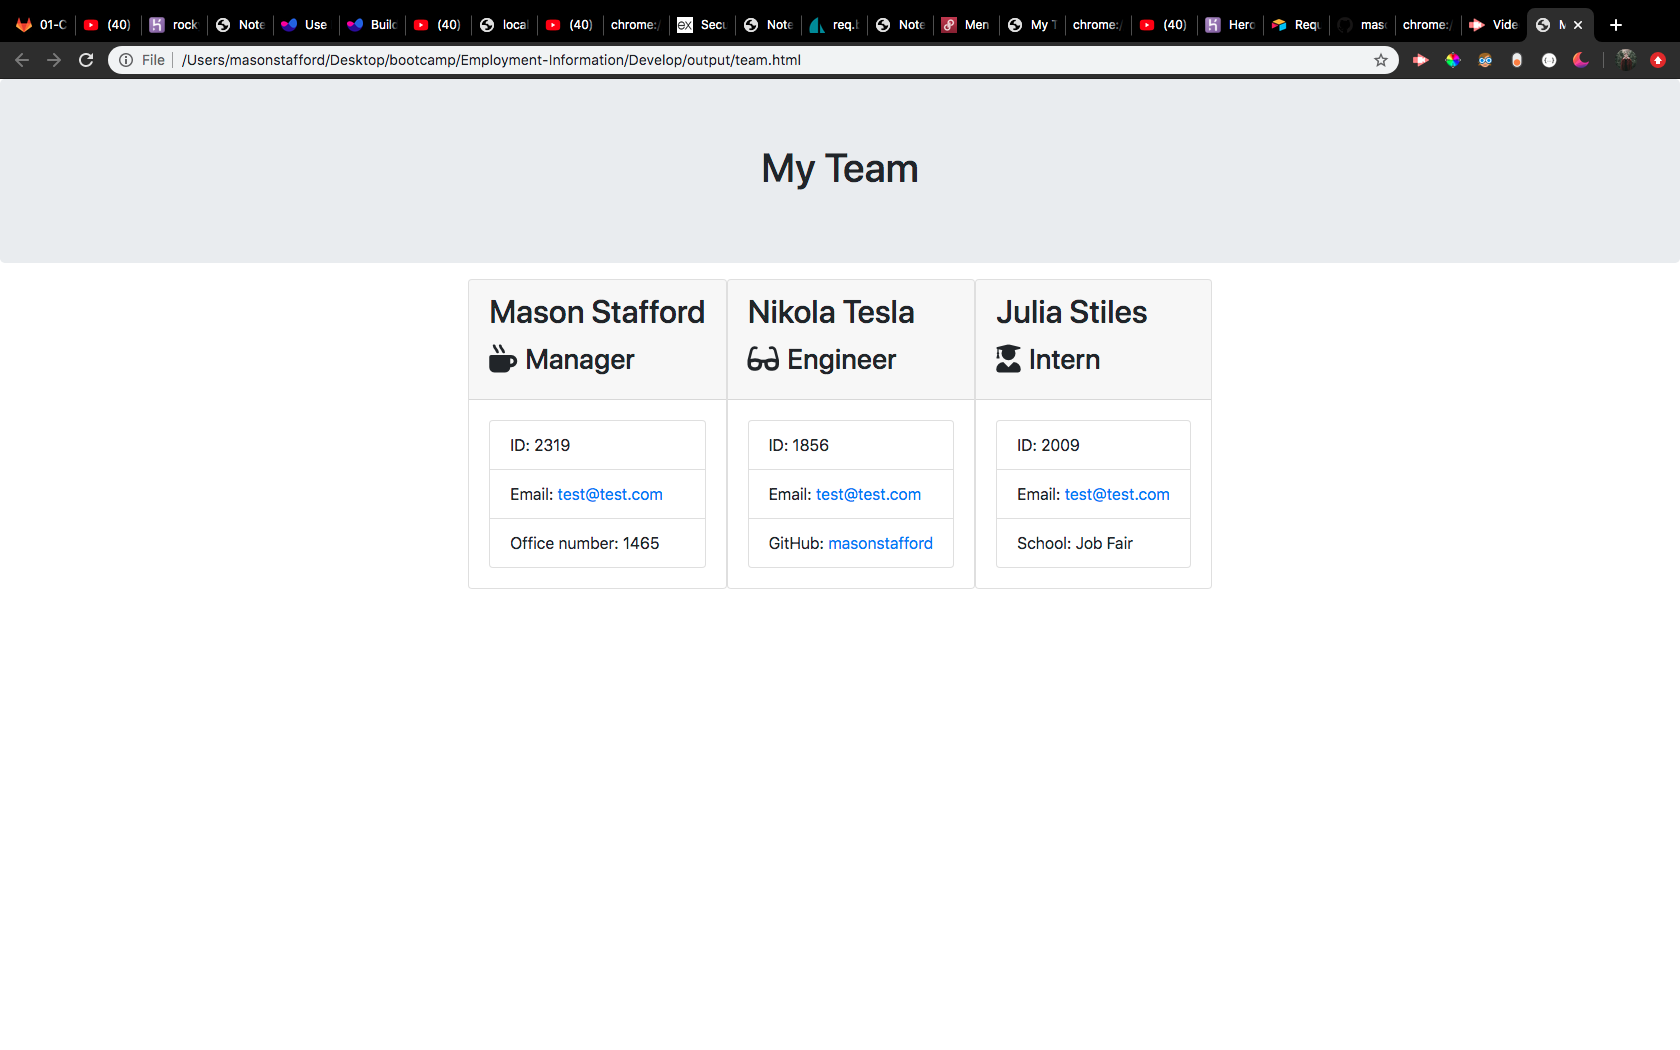 01-C (40) rock Note Use Build (40) loca (40) chrome:/ Secu Note req.b Note Men My T chrome:/ (40) Hero Requ mas chrome:/ Vide M
File /Users/masonstafford/Desktop/bootcamp/Employment-Information/Develop/output/team.html
My Team
Mason Stafford
Manager
ID: 2319
Email: test@test.com
Office number: 1465
Nikola Tesla
Engineer
ID: 1856
Email: test@test.com
GitHub: masonstafford
Julia Stiles
Intern
ID: 2009
Email: test@test.com
School: Job Fair